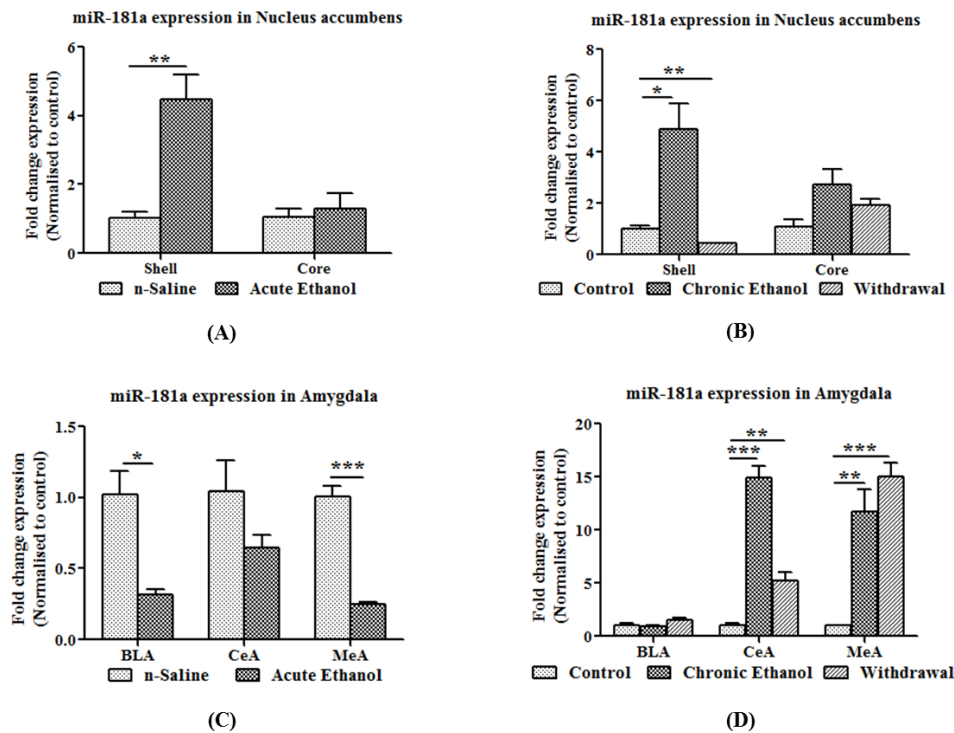 miR-181a expression in Nucleus accumbens
Fold change expression
(Normalised to control)
6
4
2
0
**
Shell
Core
n-Saline
Acute Ethanol
(A)
miR-181a expression in Nucleus accumbens
Fold change expression
(Normalised to control)
8
6
4
2
0
**
*
Shell
Core
Control
Chronic Ethanol
Withdrawal
(B)
miR-181a expression in Amygdala
Fold change expression
(Normalised to control)
1.5
1.0
0.5
0.0
*
***
BLA
CeA
MeA
n-Saline
Acute Ethanol
(C)
miR-181a expression in Amygdala
Fold change expression
(Normalised to control)
20
15
10
5
0
**
***
***
**
BLA
CeA
MeA
Control
Chronic Ethanol
Withdrawal
(D)